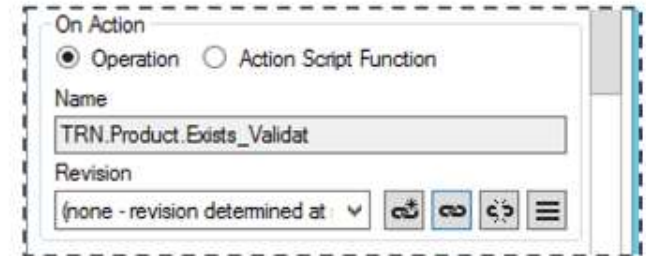 On Action
Operation Action Script Function
Name
TRN.Product.Exists_Validat
Revision
(none - revision determined at